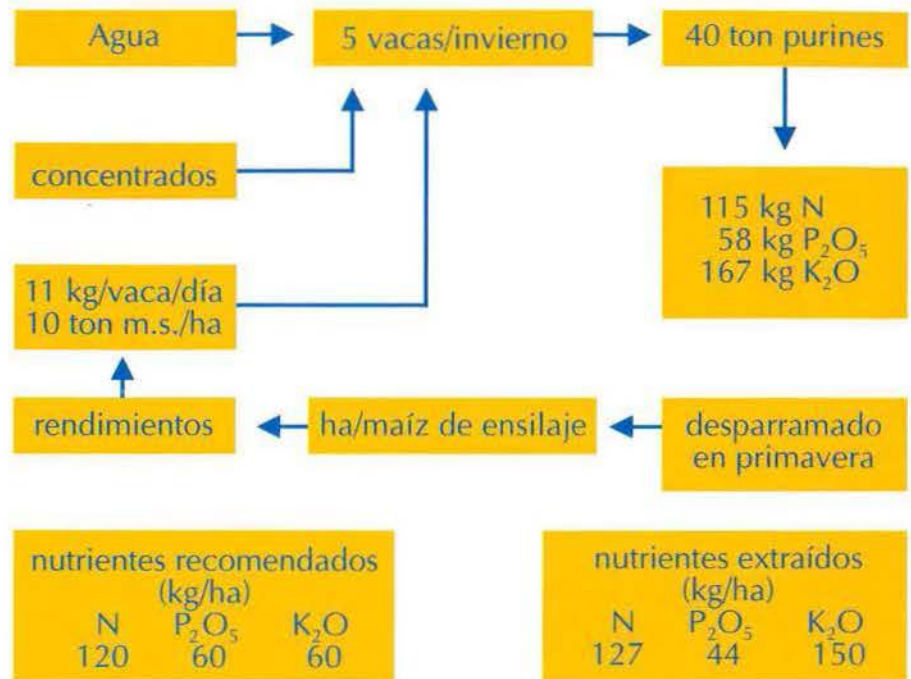 Agua
5 vacas/invierno
40 ton purines
concentrados
115 kg N
58 kg P₂O₅
167 kg K₂O
11 kg/vaca/día
10 ton m.s./ha
rendimientos
ha/maíz de ensilaje
desparramado
en primavera
nutrientes recomendados
(kg/ha)
N P₂O₅ K₂O
120 60 60
nutrientes extraídos
(kg/ha)
N P₂O₅ K₂O
127 44 150